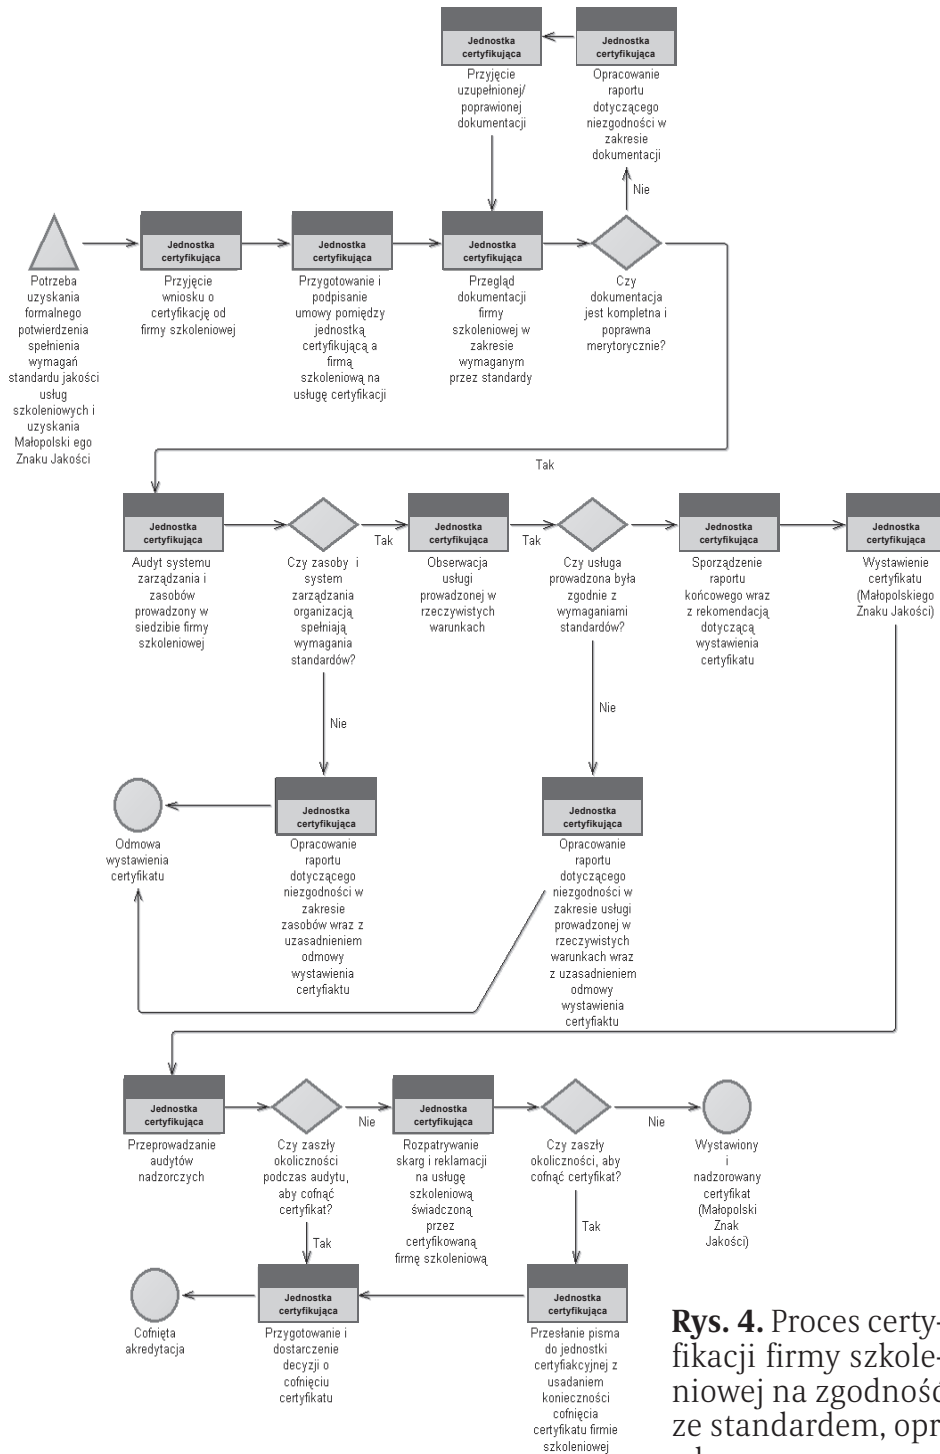 Jednostka
certyfikująca
Przyjęcie
uzupełnionej/
poprawionej
dokumentacji
Jednostka
certyfikująca
Opracowanie
raportu
dotyczącego
niezgodności w
zakresie
dokumentacji
Nie
Potrzeba
uzyskania
formalnego
potwierdzenia
spełnienia
wymagań
standardu jakości
usług
szkoleniowych i
uzyskania
Małopolski ego
Znaku Jakości
Jednostka
certyfikująca
Przyjęcie
wniosku o
certyfikację od
firmy szkoleniowej
Jednostka
certyfikująca
Przygotowanie i
podpisanie
umowy pomiędzy
jednostką
certyfikującą a
firmą
szkoleniową na
usługę certyfikacji
Jednostka
certyfikująca
Przegląd
dokumentacji
firmy
szkoleniowej w
zakresie
wymaganym
przez standardy
Czy
dokumentacja
jest kompletna i
poprawna
merytorycznie?
Tak
Jednostka
certyfikująca
Audyt systemu
zarządzania i
zasobów
prowadzony w
siedzibie firmy
szkoleniowej
Czy zasoby i
system
zarządzania
organizacją
spełniają
wymagania
standardów?
Tak
Jednostka
certyfikująca
Obserwacja
usługi
prowadzonej w
rzeczywistych
warunkach
Tak
Czy usługa
prowadzona była
zgodnie z
wymaganiami
standardów?
Jednostka
certyfikująca
Sporządzenie
raportu
końcowego wraz
z rekomendacją
dotyczącą
wystawienia
certyfikatu
Jednostka
certyfikująca
Wystawienie
certyfikatu
(Małopolskiego
Znaku Jakości)
Nie
Nie
Odmowa
wystawienia
certyfikatu
Jednostka
certyfikująca
Opracowanie
raportu
dotyczącego
niezgodności w
zakresie
zasobów wraz z
uzasadnieniem
odmowy
wystawienia
certyfiaktu
Jednostka
certyfikująca
Opracowanie
raportu
dotyczącego
niezgodności w
zakresie usługi
prowadzonej w
rzeczywistych
warunkach wraz
z uzasadnieniem
odmowy
wystawienia
certyfiaktu
Jednostka
certyfikująca
Przeprowadzanie
audytów
nadzorczych
Czy zaszły
okoliczności
podczas audytu,
aby cofnąć
certyfikat?
Nie
Jednostka
certyfikująca
Rozpatrywanie
skarg i reklamacji
na usługę
szkoleniową
świadczoną
przez
certyfikowaną
firmę szkoleniową
Czy zaszły
okoliczności, aby
cofnąć certyfikat?
Nie
Wystawiony
i
nadzorowany
certyfikat
(Małopolski
Znak
Jakości)
Tak
Tak
Cofnięta
akredytacja
Jednostka
certyfikująca
Przygotowanie i
dostarczenie
decyzji o
cofnięciu
certyfikatu
Jednostka
certyfikująca
Przesłanie pisma
do jednostki
certyfiakcyjnej z
usadaniem
konieczności
cofnięcia
certyfikatu firmie
szkoleniowej
Rys. 4. Proces certy-
fikacji firmy szkole-
niowej na zgodność
ze standardem, opr.